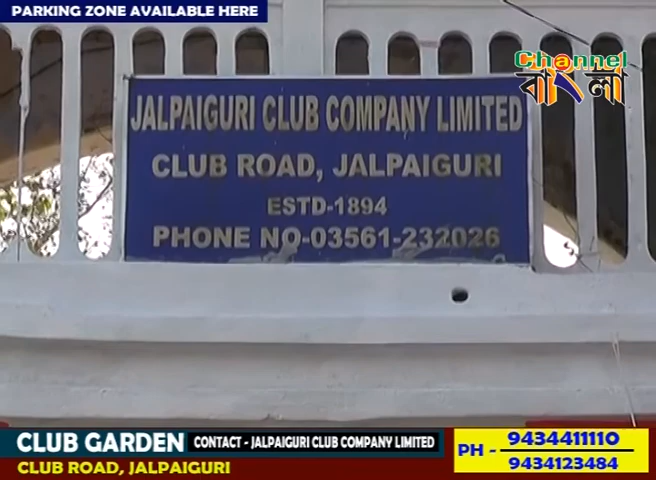 PARKING ZONE AVAILABLE HERE
Channel
বাংলা
JALPAIGURI CLUB COMPANY LIMITED
CLUB ROAD, JALPAIGURI
ESTD-1894
PHONE NO-03561-232026
CLUB GARDEN CONTACT - JALPAIGURI CLUB COMPANY LIMITED
CLUB ROAD, JALPAIGURI
PH - 9434411110
9434123484